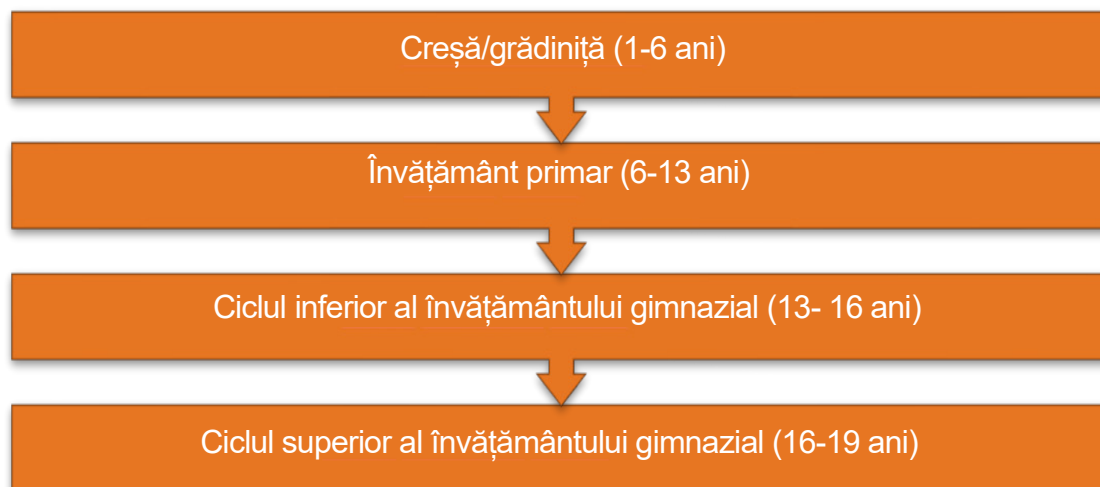 Creșă/grădiniță (1-6 ani)
Învățământ primar (6-13 ani)
Ciclul inferior al învățământului gimnazial (13- 16 ani)
Ciclul superior al învățământului gimnazial (16-19 ani)